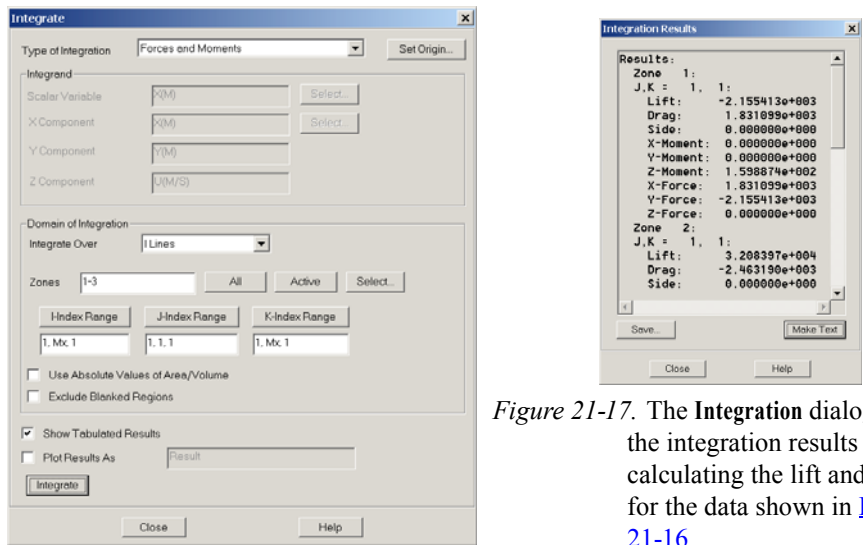 Integrate
Type of Integration Forces and Moments Set Origin...
Integrand
Scalar Variable X(M) Select...
X Component X(M) Select...
Y Component Y(M)
Z Component U(M/S)
Domain of Integration
Integrate Over I Lines
Zones 1-3 All Active Select...
I-Index Range J-Index Range K-Index Range
1, Mx, 1 1, 1, 1 1, Mx, 1
Use Absolute Values of Area/Volume
Exclude Blanked Regions
Show Tabulated Results
Plot Results As Result
Integrate
Close Help
Integration Results
Results:
Zone 1:
J,K = 1, 1:
Lift: -2.155413e+003
Drag: 1.831099e+003
Side: 0.000000e+000
X-Moment: 0.000000e+000
Y-Moment: 0.000000e+000
Z-Moment: 1.598874e+002
X-Force: 1.831099e+003
Y-Force: -2.155413e+003
Z-Force: 0.000000e+000
Zone 2:
J,K = 1, 1:
Lift: 3.208397e+004
Drag: -2.463190e+003
Side: 0.000000e+000
Save... Make Text
Close Help
Figure 21-17. The Integration dialo
the integration results
calculating the lift and
for the data shown in
21-16